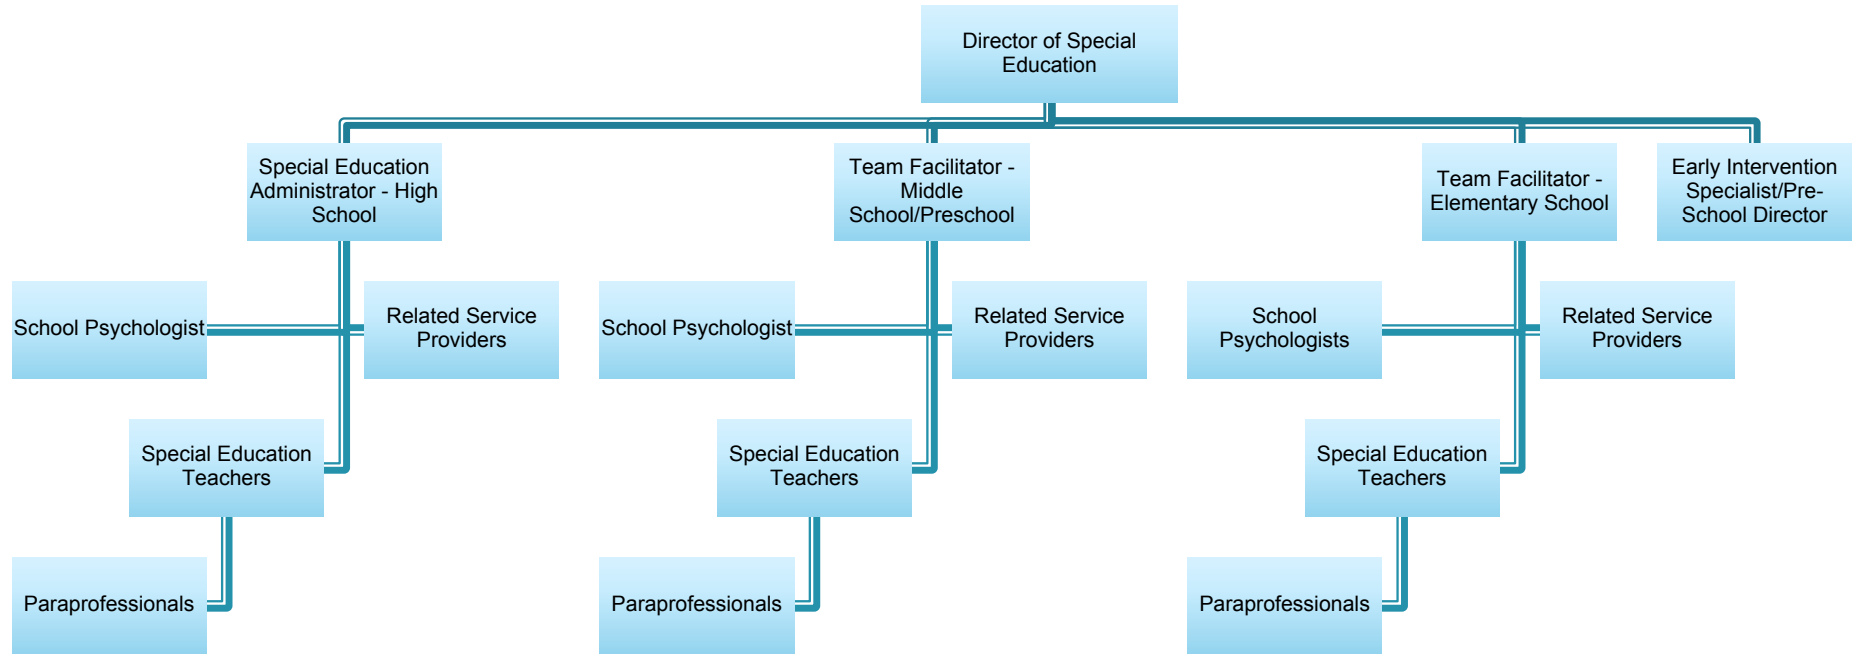 Director of Special
Education
Special Education
Administrator - High
School
Team Facilitator -
Middle
School/Preschool
Team Facilitator -
Elementary School
Early Intervention
Specialist/Pre-
School Director
School Psychologist
Related Service
Providers
School Psychologist
Related Service
Providers
School
Psychologists
Related Service
Providers
Special Education
Teachers
Special Education
Teachers
Special Education
Teachers
Paraprofessionals
Paraprofessionals
Paraprofessionals